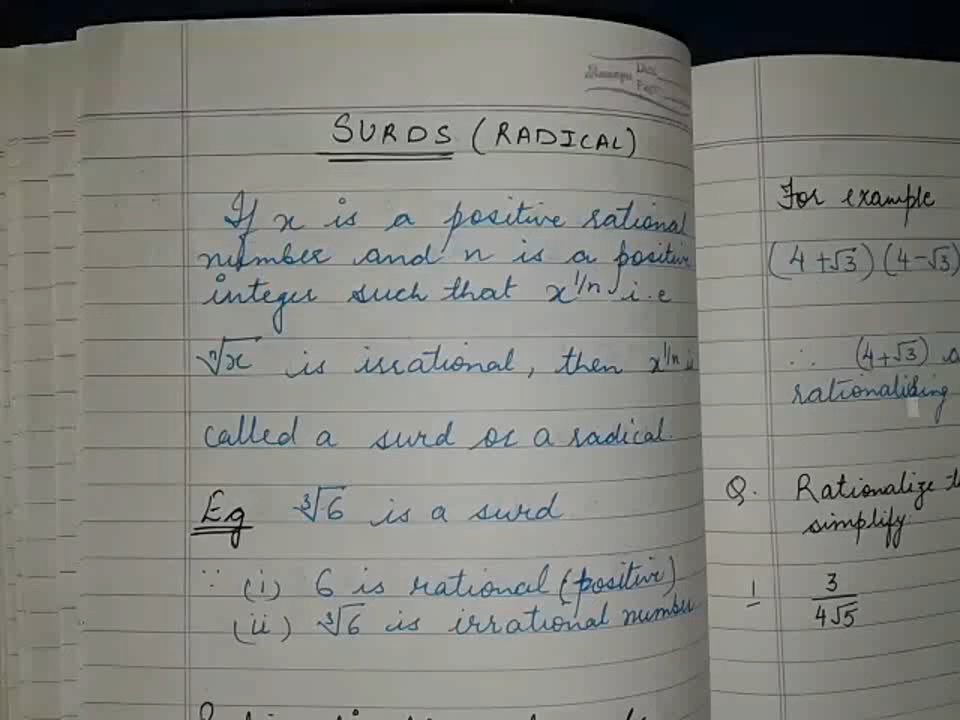 SURDS (RADICAL)
If x is a positive rational
number and n is a positive
integer such that x^1/n i.e
ⁿ√x is irrational, then x^1/n is
called a surd or a radical.
Eg ³√6 is a surd
∵ (i) 6 is rational (positive)
(ii) ³√6 is irrational number
For example
(4+√3) (4-√3)
∴ (4+√3)
rationalising
Q. Rationalize
simplify
1 3/4√5